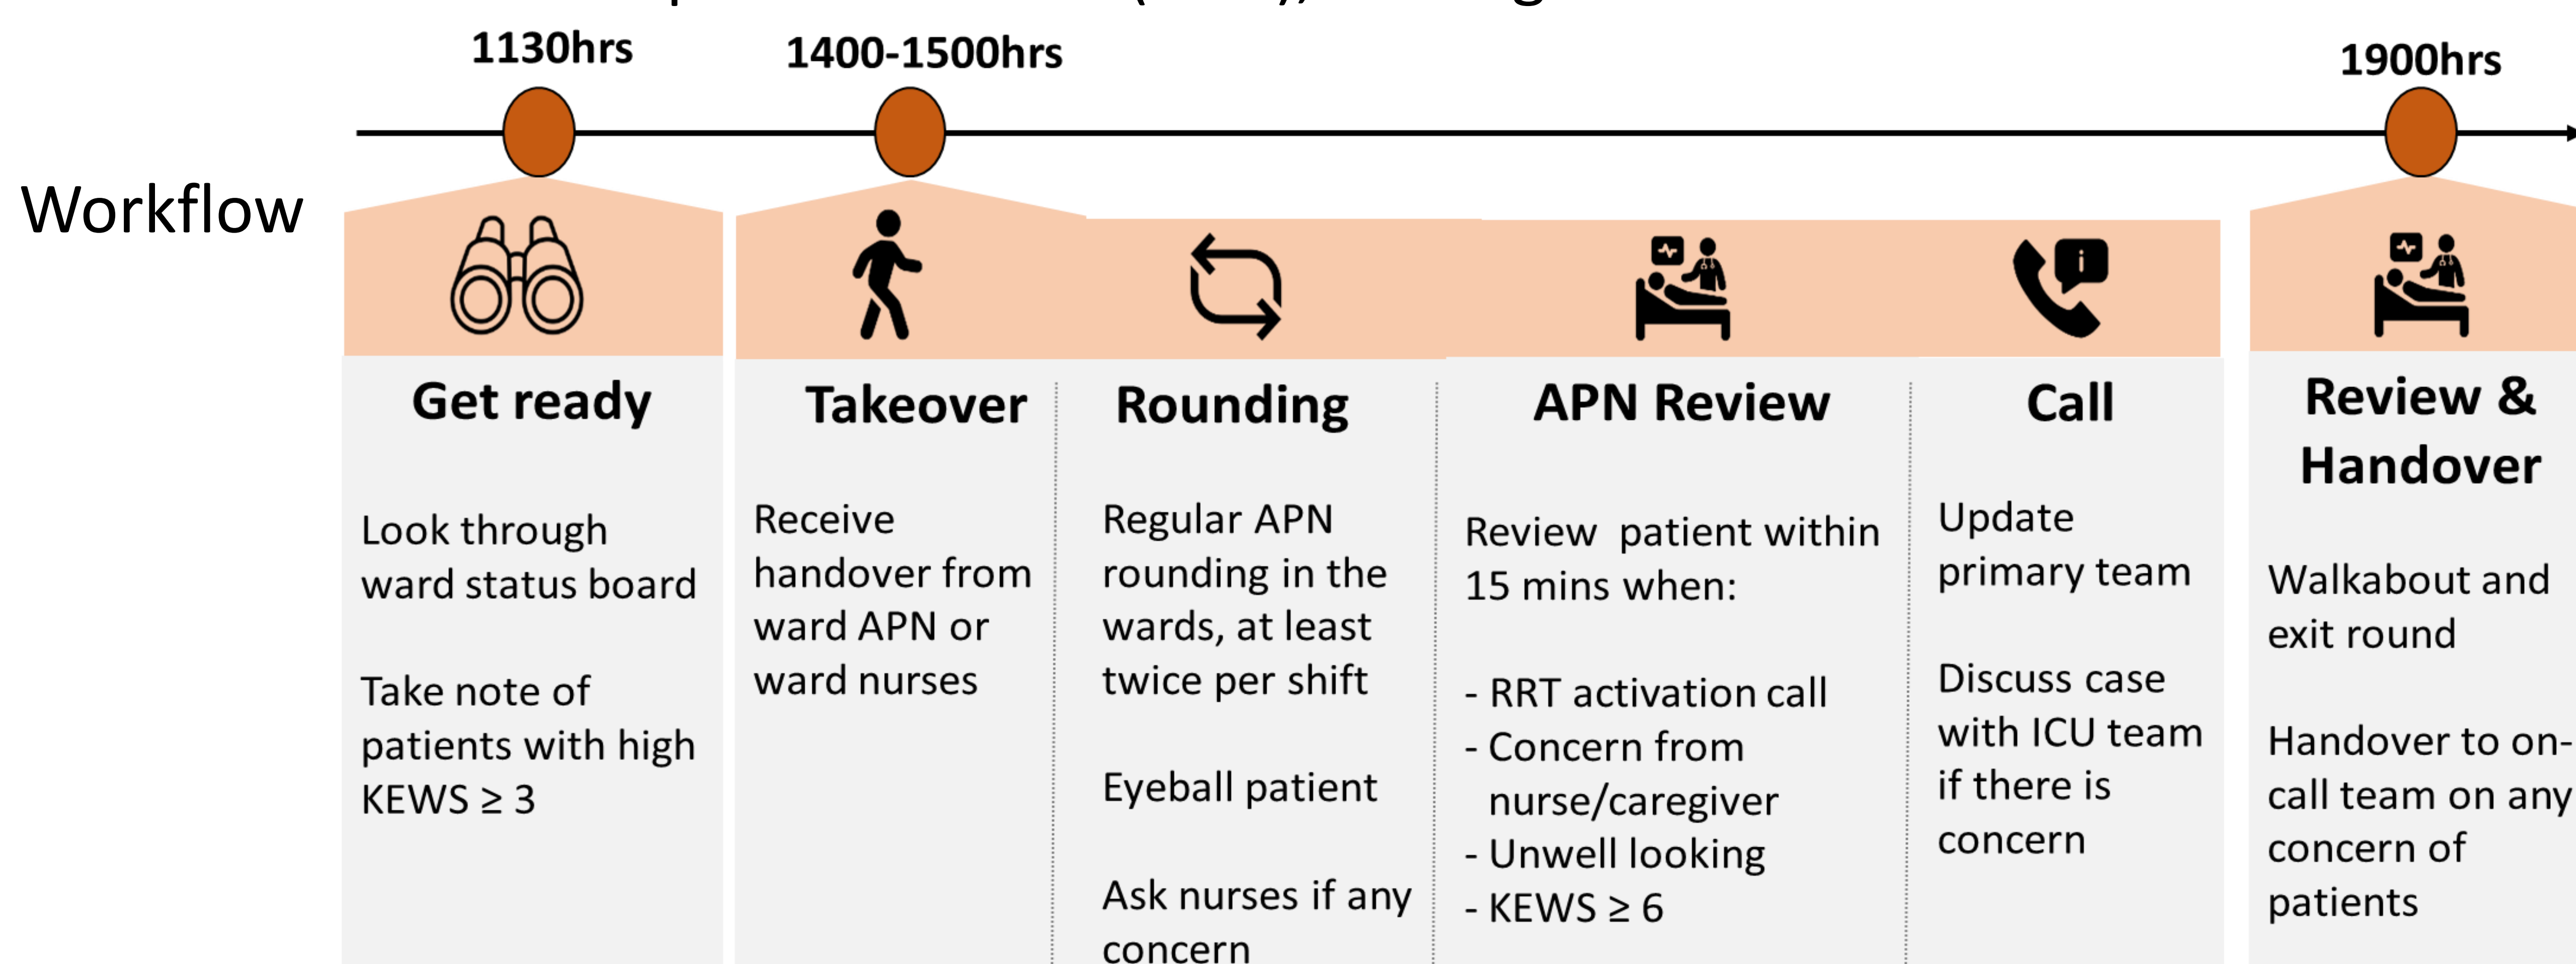 1130hrs
1400-1500hrs
1900hrs
Workflow
Get ready
Look through
ward status board
Take note of
patients with high
KEWS ≥ 3
Takeover
Receive
handover from
ward APN or
ward nurses
Rounding
Regular APN
rounding in the
wards, at least
twice per shift
Eyeball patient
Ask nurses if any
concern
APN Review
Review  patient within
15 mins when:
- RRT activation call
- Concern from
nurse/caregiver
- Unwell looking
- KEWS ≥ 6
Call
Update
primary team
Discuss case
with ICU team
if there is
concern
Review &
Handover
Walkabout and
exit round
Handover to on-
call team on any
concern of
patients